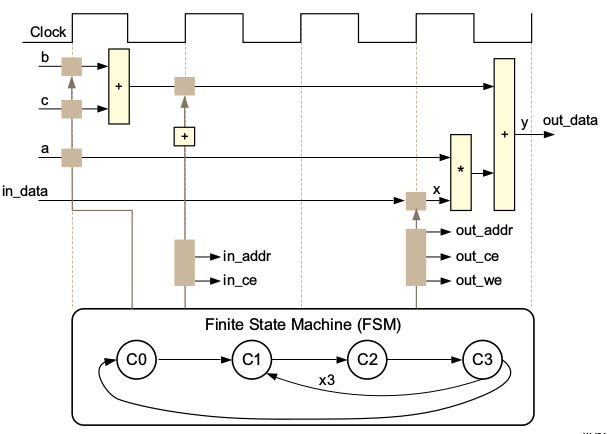 Clock
b
+
c
+
y
out_data
+
a
*
in_data
x
out_addr
in_addr
out_ce
in_ce
out_we
Finite State Machine (FSM)
C0
C1
C2
C3
x3